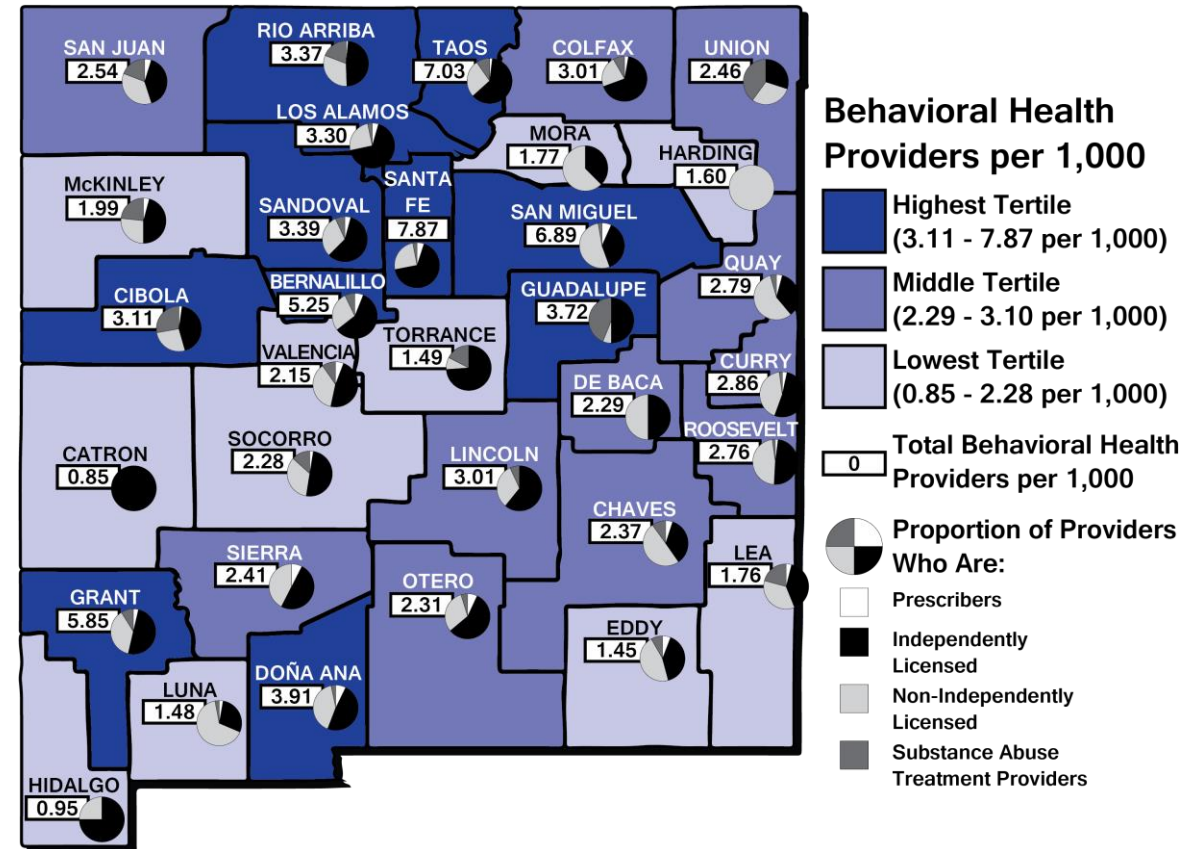 RIO ARRIBA
3.37
SAN JUAN
2.54
TAOS
7.03
COLFAX
3.01
UNION
2.46
LOS ALAMOS
3.30
MORA
1.77
HARDING
1.60
McKINLEY
1.99
SANDOVAL
3.39
SANTA
FE
7.87
SAN MIGUEL
6.89
QUAY
2.79
CIBOLA
3.11
BERNALILLO
5.25
GUADALUPE
3.72
TORRANCE
1.49
VALENCIA
2.15
CURRY
2.86
DE BACA
2.29
ROOSEVELT
2.76
CATRON
0.85
SOCORRO
2.28
LINCOLN
3.01
CHAVES
2.37
LEA
1.76
SIERRA
2.41
OTERO
2.31
GRANT
5.85
EDDY
1.45
DOÑA ANA
3.91
LUNA
1.48
HIDALGO
0.95
Behavioral Health
Providers per 1,000
Highest Tertile
(3.11 - 7.87 per 1,000)
Middle Tertile
(2.29 - 3.10 per 1,000)
Lowest Tertile
(0.85 - 2.28 per 1,000)
0
Total Behavioral Health
Providers per 1,000
Proportion of Providers
Who Are:
Prescribers
Independently
Licensed
Non-Independently
Licensed
Substance Abuse
Treatment Providers